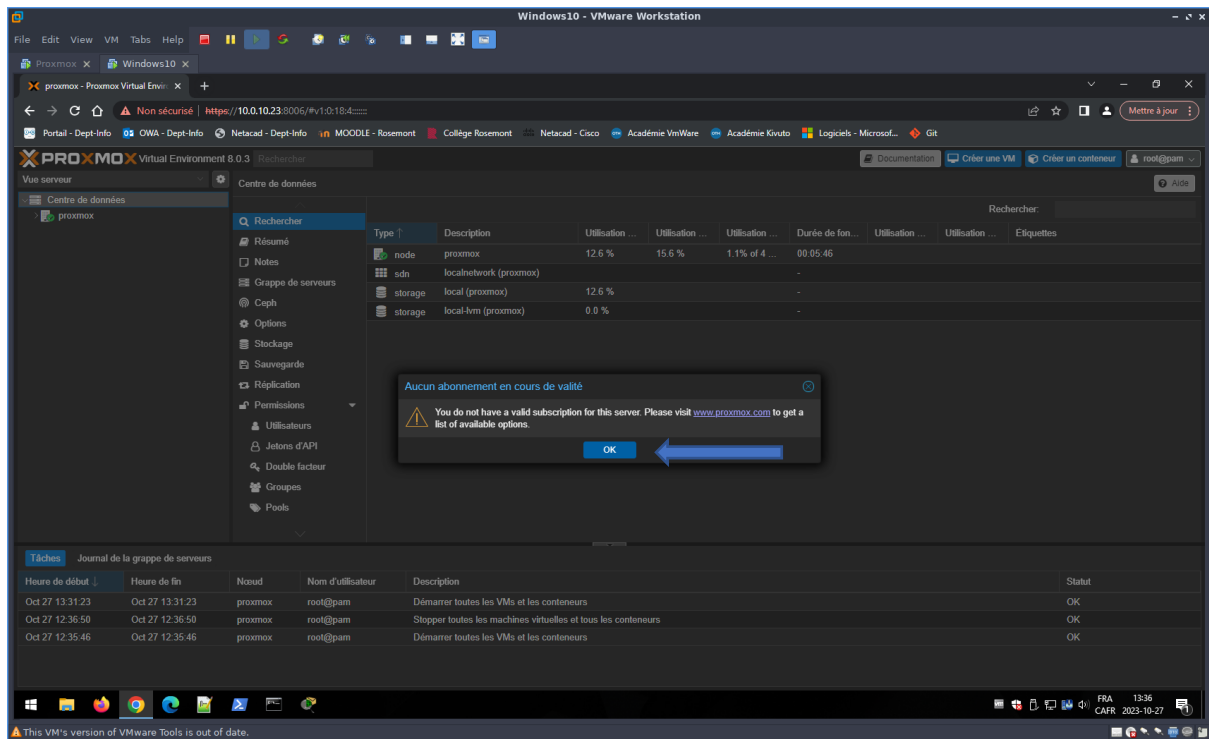 Windows10 - VMware Workstation
File Edit View VM Tabs Help
Proxmox Windows10
proxmox - Proxmox Virtual Envir
Non sécurisé https://10.0.10.23:8006/#v1:0:18:4:::::::
Mettre à jour
Portail - Dept-Info OWA - Dept-Info Netacad - Dept-Info MOODLE - Rosemont Collège Rosemont Netacad - Cisco Académie VmWare Académie Kivuto Logiciels - Microsof... Git
PROXMOX Virtual Environment 8.0.3 Rechercher Documentation Créer une VM Créer un conteneur root@pam
Vue serveur
Centre de données
proxmox
Centre de données Aide
Rechercher:
Rechercher
Résumé
Notes
Grappe de serveurs
Ceph
Options
Stockage
Sauvegarde
Réplication
Permissions
Utilisateurs
Jetons d'API
Double facteur
Groupes
Pools
Type ↑ Description Utilisation ... Utilisation ... Utilisation ... Durée de fon... Utilisation ... Utilisation ... Etiquettes
node proxmox 12.6 % 15.6 % 1.1% of 4 ... 00:05:46
sdn localnetwork (proxmox) -
storage local (proxmox) 12.6 % -
storage local-lvm (proxmox) 0.0 % -
Aucun abonnement en cours de valité
You do not have a valid subscription for this server. Please visit www.proxmox.com to get a
list of available options.
OK
Tâches Journal de la grappe de serveurs
Heure de début ↓ Heure de fin Nœud Nom d'utilisateur Description Statut
Oct 27 13:31:23 Oct 27 13:31:23 proxmox root@pam Démarrer toutes les VMs et les conteneurs OK
Oct 27 12:36:50 Oct 27 12:36:50 proxmox root@pam Stopper toutes les machines virtuelles et tous les conteneurs OK
Oct 27 12:35:46 Oct 27 12:35:46 proxmox root@pam Démarrer toutes les VMs et les conteneurs OK
FRA 13:36
CAFR 2023-10-27
This VM's version of VMware Tools is out of date.